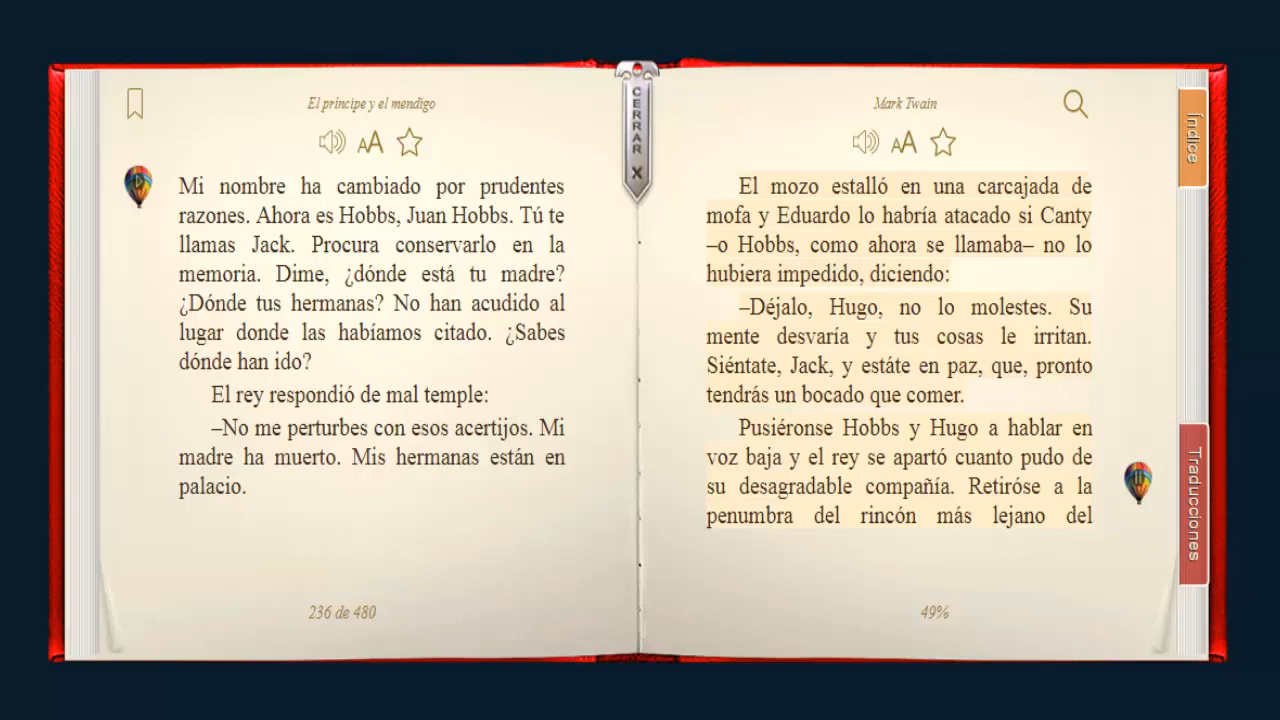 El príncipe y el mendigo
AA
Mi nombre ha cambiado por prudentes
razones. Ahora es Hobbs, Juan Hobbs. Tú te
llamas Jack. Procura conservarlo en la
memoria. Dime, ¿dónde está tu madre?
¿Dónde tus hermanas? No han acudido al
lugar donde las habíamos citado. ¿Sabes
dónde han ido?
El rey respondió de mal temple:
–No me perturbes con esos acertijos. Mi
madre ha muerto. Mis hermanas están en
palacio.
236 de 480
CERRAR X
Mark Twain
AA
El mozo estalló en una carcajada de
mofa y Eduardo lo habría atacado si Canty
–o Hobbs, como ahora se llamaba– no lo
hubiera impedido, diciendo:
–Déjalo, Hugo, no lo molestes. Su
mente desvaría y tus cosas le irritan.
Siéntate, Jack, y estáte en paz, que, pronto
tendrás un bocado que comer.
Pusiéronse Hobbs y Hugo a hablar en
voz baja y el rey se apartó cuanto pudo de
su desagradable compañía. Retiróse a la
penumbra del rincón más lejano del
49%
Índice
Traducciones